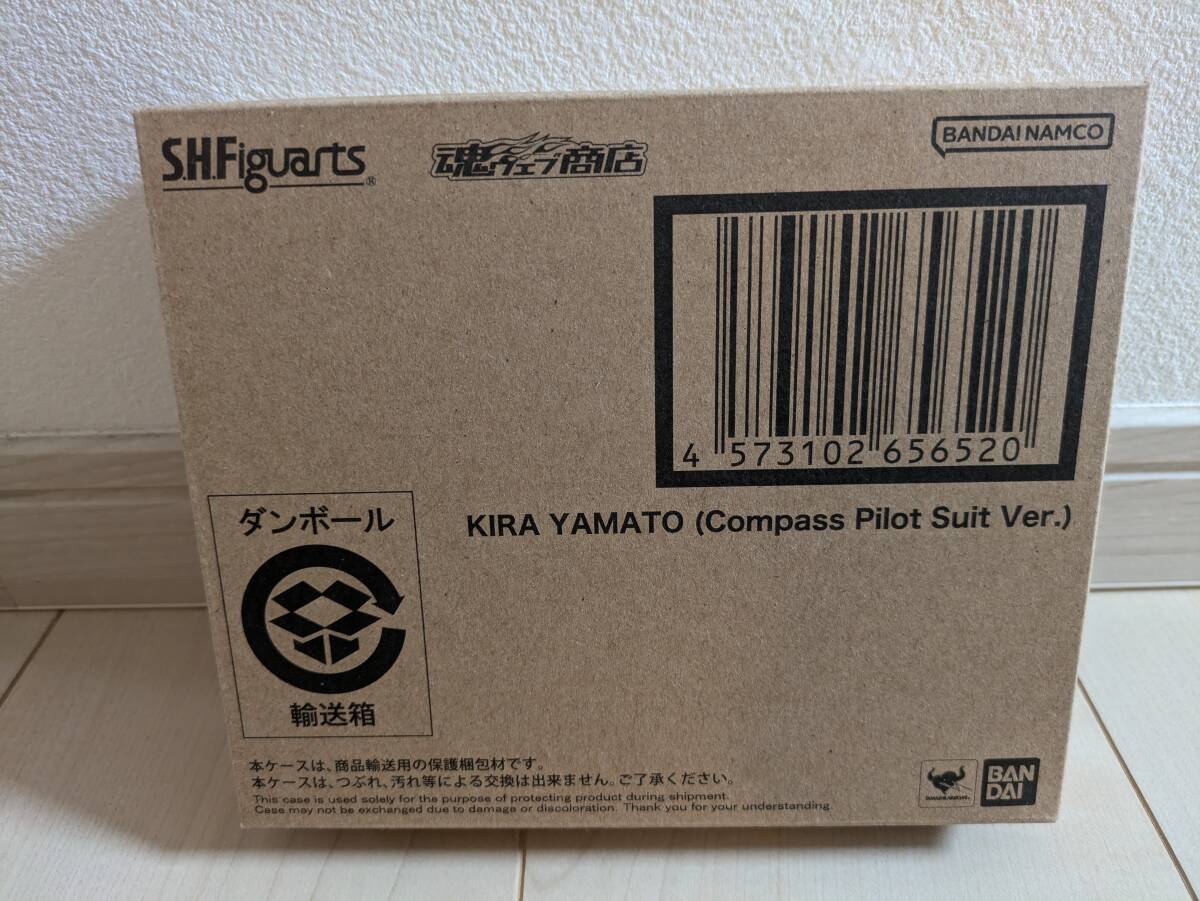 S.H.Figuarts®
魂ウェブ商店
BANDAI NAMCO
4 573102 656520
KIRA YAMATO (Compass Pilot Suit Ver.)
ダンボール
輸送箱
本ケースは、商品輸送用の保護梱包材です。
本ケースは、つぶれ、汚れ等による交換は出来ません。ご了承ください。
This case is used solely for the purpose of protecting product during shipment.
Case may not be exchanged due to damage or discoloration. Thank you for your understanding.
BAN
DAI